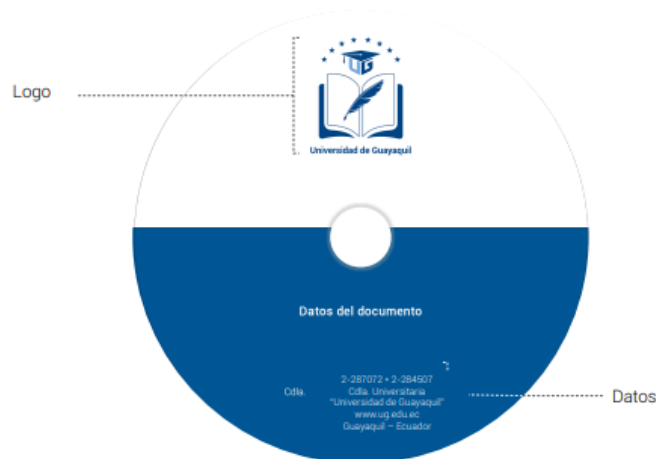 Logo
UG
Universidad de Guayaquil
Datos del documento
2-287072 • 2-284507
Cdla. Cdla. Universitaria
"Universidad de Guayaquil"
www.ug.edu.ec
Guayaquil – Ecuador
Datos